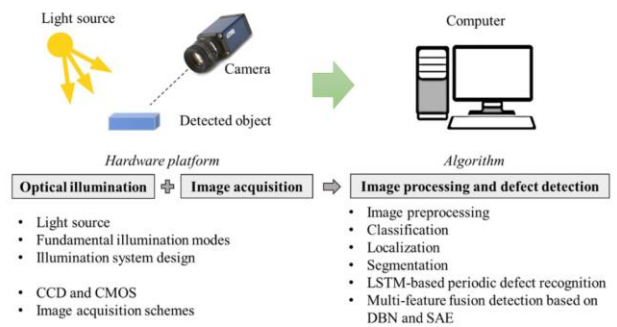 Light source
Camera
Detected object
Computer
Hardware platform
Algorithm
Optical illumination
Image acquisition
Image processing and defect detection
• Light source
• Fundamental illumination modes
• Illumination system design
• CCD and CMOS
• Image acquisition schemes
• Image preprocessing
• Classification
• Localization
• Segmentation
• LSTM-based periodic defect recognition
• Multi-feature fusion detection based on
DBN and SAE